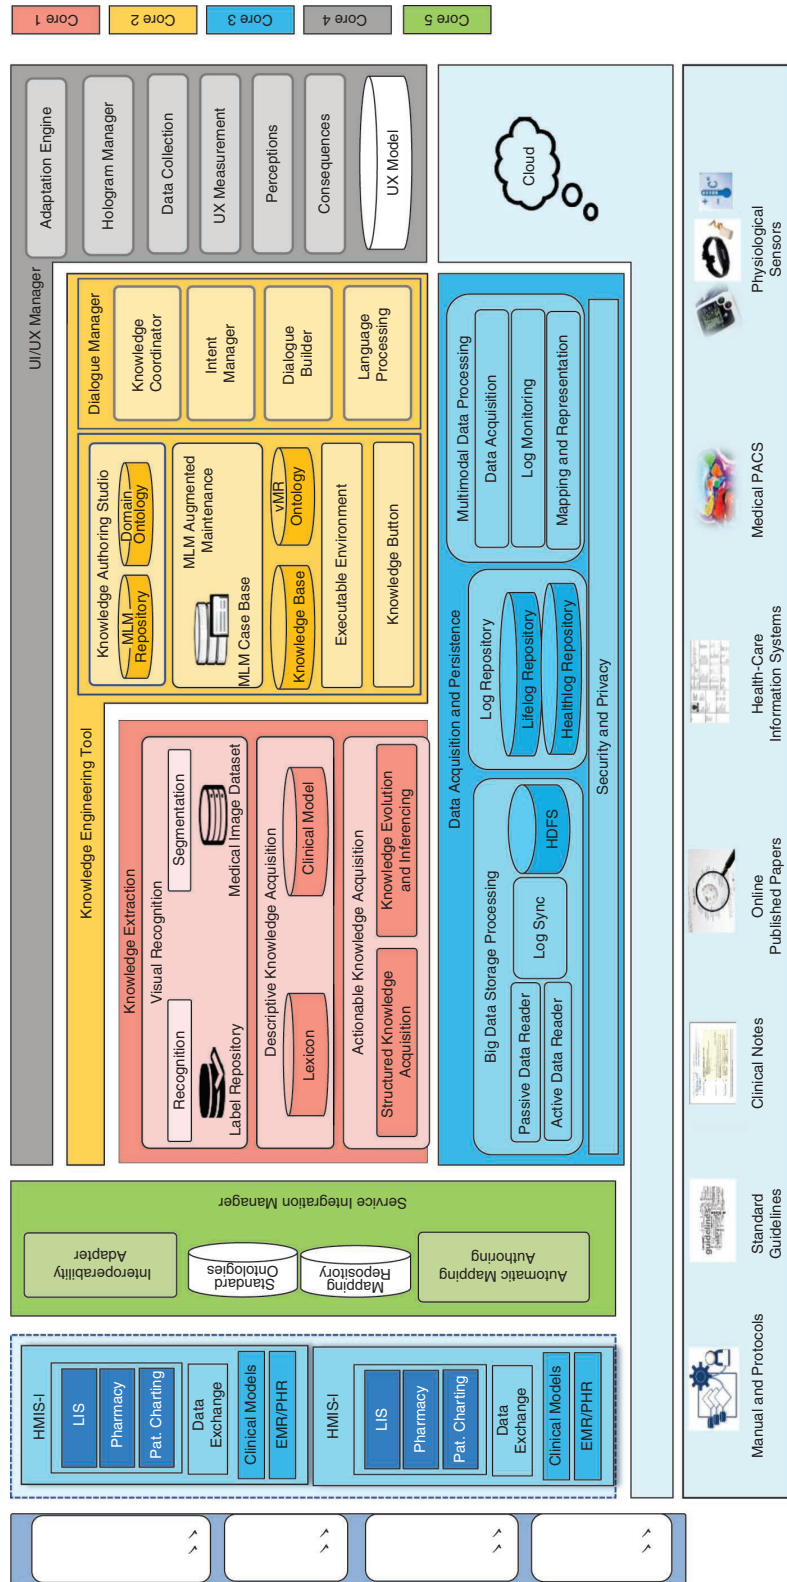 Core 1
Core 2
Core 3
Core 4
Core 5
UI/UX Manager
Adaptation Engine
Hologram Manager
Data Collection
UX Measurement
Perceptions
Consequences
UX Model
Knowledge Engineering Tool
Dialogue Manager
Knowledge
Coordinator
Intent
Manager
Dialogue
Builder
Language
Processing
Knowledge Authoring Studio
MLM
Repository
Domain
Ontology
MLM Augmented
Maintenance
MLM Case Base
Knowledge Base
vMR
Ontology
Executable Environment
Knowledge Button
Knowledge Extraction
Visual Recognition
Recognition
Segmentation
Label Repository
Medical Image Dataset
Descriptive Knowledge Acquisition
Lexicon
Clinical Model
Actionable Knowledge Acquisition
Structured Knowledge
Acquisition
Knowledge Evolution
and Inferencing
Data Acquisition and Persistence
Big Data Storage Processing
Passive Data Reader
Active Data Reader
Log Sync
HDFS
Log Repository
Lifelog Repository
Healthlog Repository
Multimodal Data Processing
Data Acquisition
Log Monitoring
Mapping and Representation
Security and Privacy
Cloud
Service Integration Manager
Interoperability
Adapter
Standard
Ontologies
Mapping
Repository
Automatic Mapping
Authoring
HMIS-I
LIS
Pharmacy
Pat. Charting
Data
Exchange
Clinical Models
EMR/PHR
HMIS-I
LIS
Pharmacy
Pat. Charting
Data
Exchange
Clinical Models
EMR/PHR
Manual and Protocols
guidelines
Standard
Guidelines
Clinical Notes
Online
Published Papers
Health-Care
Information Systems
Medical PACS
°C
Physiological
Sensors